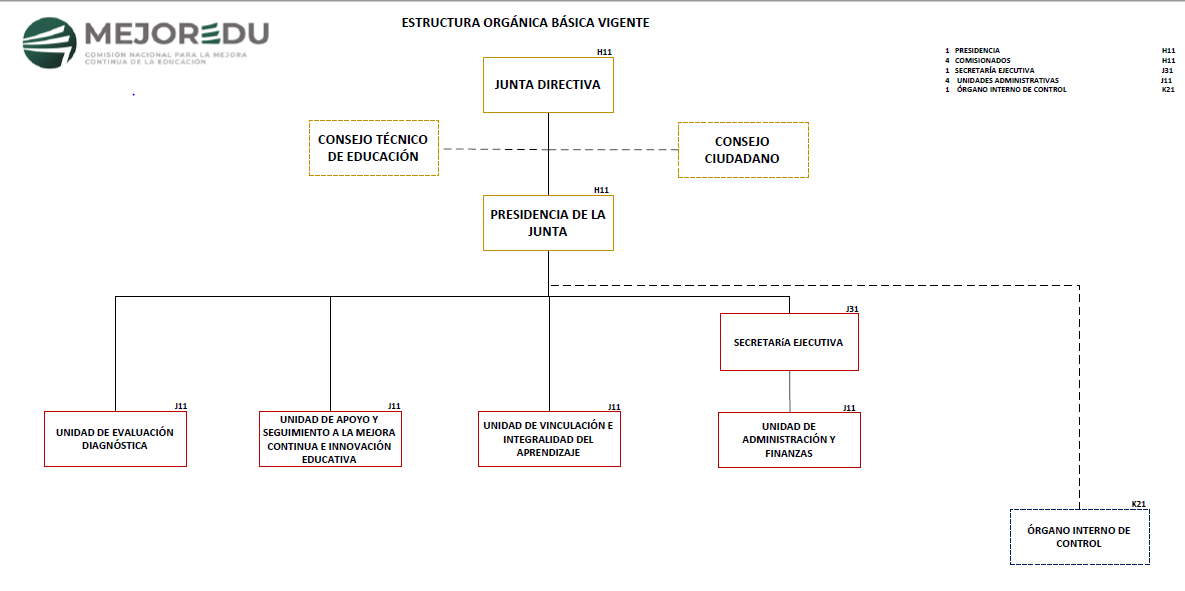 MEJOREDU
COMISIÓN NACIONAL PARA LA MEJORA
CONTINUA DE LA EDUCACIÓN
ESTRUCTURA ORGÁNICA BÁSICA VIGENTE
1 PRESIDENCIA H11
4 COMISIONADOS H11
1 SECRETARÍA EJECUTIVA J31
4 UNIDADES ADMINISTRATIVAS J11
1 ÓRGANO INTERNO DE CONTROL K21
H11
JUNTA DIRECTIVA
CONSEJO TÉCNICO
DE EDUCACIÓN
CONSEJO
CIUDADANO
H11
PRESIDENCIA DE LA
JUNTA
J31
SECRETARíA EJECUTIVA
J11
UNIDAD DE EVALUACIÓN
DIAGNÓSTICA
J11
UNIDAD DE APOYO Y
SEGUIMIENTO A LA MEJORA
CONTINUA E INNOVACIÓN
EDUCATIVA
J11
UNIDAD DE VINCULACIÓN E
INTEGRALIDAD DEL
APRENDIZAJE
J11
UNIDAD DE
ADMINISTRACIÓN Y
FINANZAS
K21
ÓRGANO INTERNO DE
CONTROL